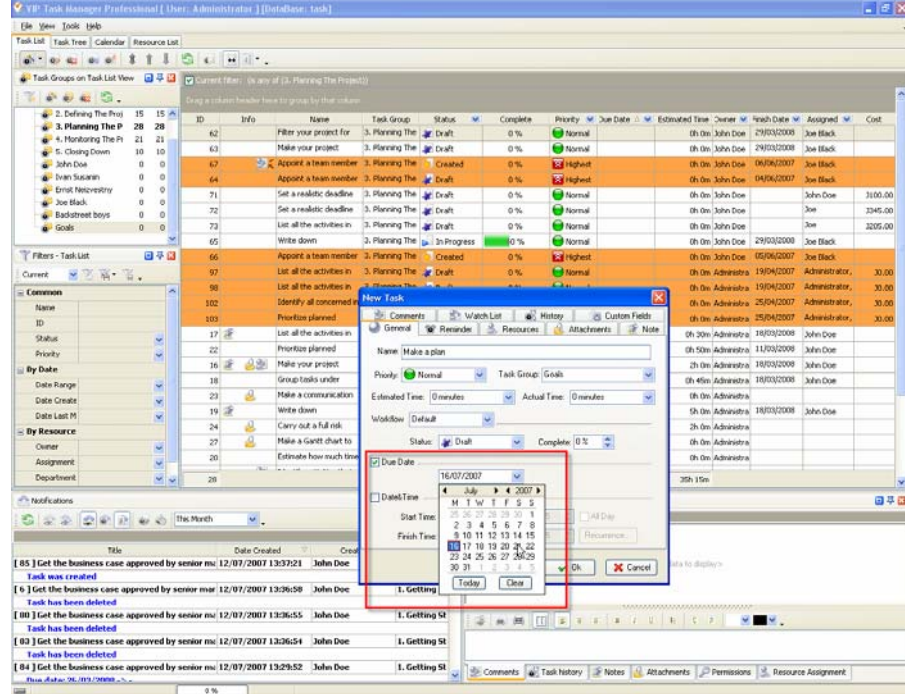 VIP Task Manager Professional [ User: Administrator ] [DataBase: task]
File View Tools Help
Task List Task Tree Calendar Resource List
Task Groups on Task List View
Current filter: (Is any of (3. Planning The Project))
Drag a column header here to group by that column
2. Defining The Proj 15 15
3. Planning The P 28 28
4. Monitoring The Pr 21 21
5. Closing Down 10 10
John Doe 0 0
Ivan Susanin 0 0
Ernst Neizvestny 0 0
Joe Black 0 0
Backstreet boys 0 0
Goals 0 0
ID Info Name Task Group Status Complete Priority Due Date Estimated Time Owner Finish Date Assigned Cost
62 Filter your project for 3. Planning The Draft 0 % Normal 0h 0m John Doe 29/03/2008 Joe Black
63 Make your project 3. Planning The Draft 0 % Normal 0h 0m John Doe 29/03/2008 Joe Black
67 Appoint a team member 3. Planning The Created 0 % Highest 0h 0m John Doe 06/06/2007 Joe Black
64 Appoint a team member 3. Planning The Draft 0 % Highest 0h 0m John Doe 04/06/2007 Joe Black
71 Set a realistic deadline 3. Planning The Draft 0 % Normal 0h 0m John Doe John Doe 3100.00
72 Set a realistic deadline 3. Planning The Draft 0 % Normal 0h 0m John Doe Joe 3345.00
73 List all the activities in 3. Planning The Draft 0 % Normal 0h 0m John Doe Joe 3205.00
65 Write down 3. Planning The In Progress 0 % Normal 0h 0m John Doe 29/03/2008 Joe Black
66 Appoint a team member 3. Planning The Created 0 % Highest 0h 0m John Doe 05/06/2007 Joe Black
97 List all the activities in 3. Planning The Draft 0 % Normal 0h 0m Administra 19/04/2007 Administrator, 30.00
98 List all the activities in 0h 0m Administra 19/04/2007 Administrator, 30.00
102 Identify all concerned in 0h 0m Administra 25/04/2007 Administrator, 30.00
103 Prioritize planned 0h 0m Administra 25/04/2007 Administrator, 30.00
17 List all the activities in 0h 30m Administra 18/03/2008 John Doe
22 Prioritize planned 0h 50m Administra 11/03/2008 John Doe
16 Make your project 2h 0m Administra 18/03/2008 John Doe
18 Group tasks under 0h 45m Administra 18/03/2008 John Doe
23 Make a communication 0h 0m Administra
19 Write down 5h 0m Administra 18/03/2008 John Doe
24 Carry out a full risk 2h 0m Administra
27 Make a Gantt chart to 0h 0m Administra
20 Estimate how much time 0h 0m Administra
28 35h 15m
Filters - Task List
Current
Common
Name
ID
Status
Priority
By Date
Date Range
Date Create
Date Last M
By Resource
Owner
Assignment
Department
New Task
Comments Watch List History Custom Fields
General Reminder Resources Attachments Note
Name: Make a plan
Priority: Normal Task Group: Goals
Estimated Time: 0 minutes Actual Time: 0 minutes
Workflow Default
Status: Draft Complete: 0 %
Due Date
16/07/2007
July 2007
M T W T F S S
25 26 27 28 29 30 1
2 3 4 5 6 7 8
9 10 11 12 13 14 15
16 17 18 19 20 21 22
23 24 25 26 27 28 29
30 31 1 2 3 4 5
Today Clear
Date&Time
Start Time: All Day
Finish Time: Recurrence...
Ok Cancel
Notifications
This Month
Title Date Created
[ 85 ] Get the business case approved by senior ma 12/07/2007 13:37:21 John Doe
Task was created
[ 6 ] Get the business case approved by senior mar 12/07/2007 13:36:58 John Doe 1. Getting St
Task has been deleted
[ 80 ] Get the business case approved by senior ma 12/07/2007 13:36:55 John Doe 1. Getting St
Task has been deleted
[ 83 ] Get the business case approved by senior ma 12/07/2007 13:36:54 John Doe 1. Getting St
Task has been deleted
[ 84 ] Get the business case approved by senior ma 12/07/2007 13:29:52 John Doe 1. Getting St
data to display>
Comments Task history Notes Attachments Permissions Resource Assignment
0 %